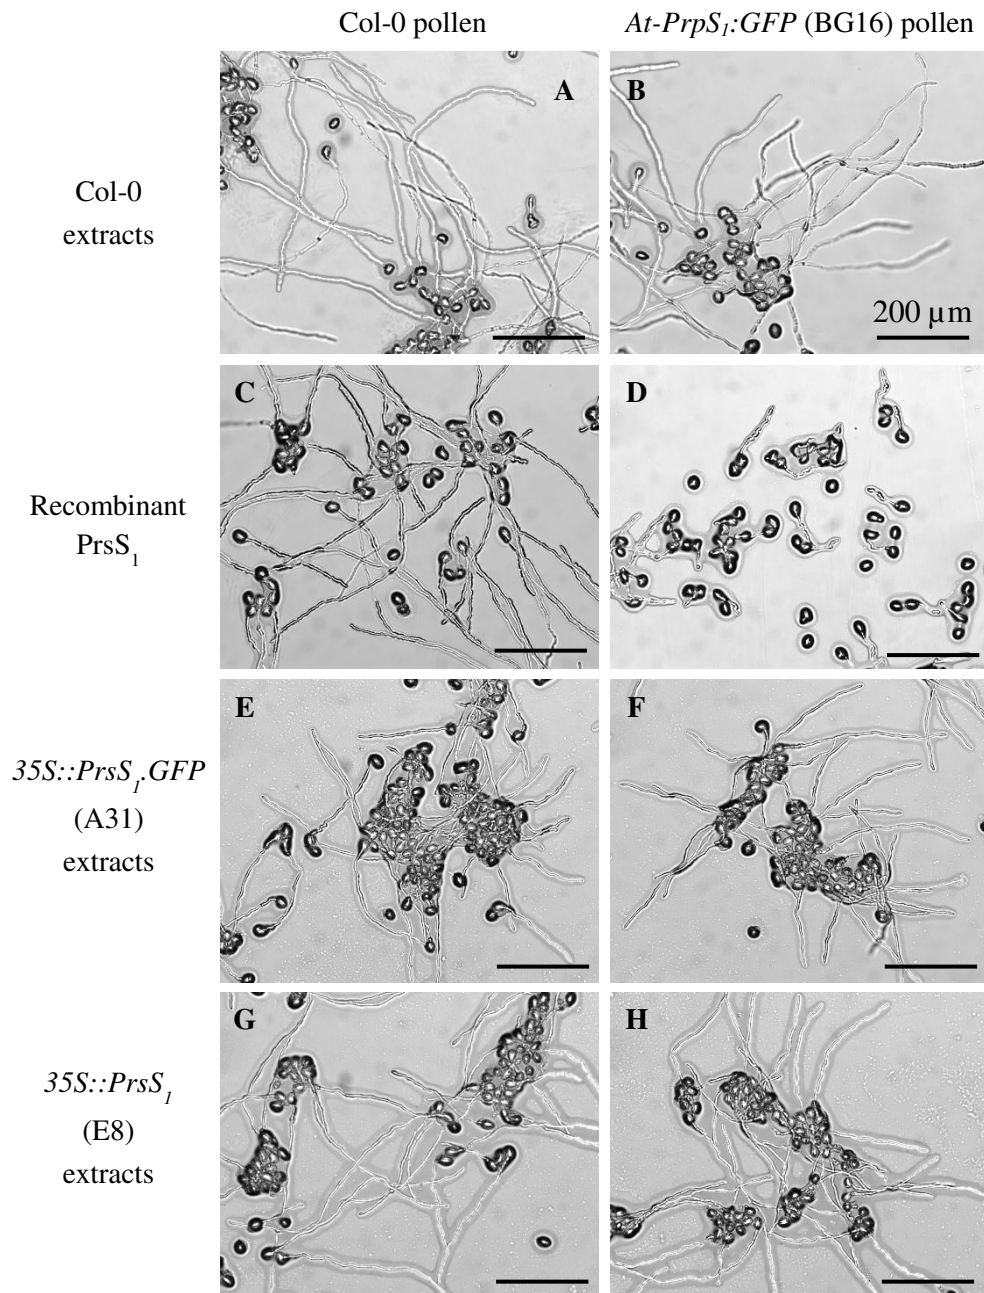 Col-0 pollen
At-PrpS1:GFP (BG16) pollen
Col-0
extracts
A
B
200 µm
Recombinant
PrsS1
C
D
35S::PrsS1.GFP
(A31)
extracts
E
F
35S::PrsS1
(E8)
extracts
G
H